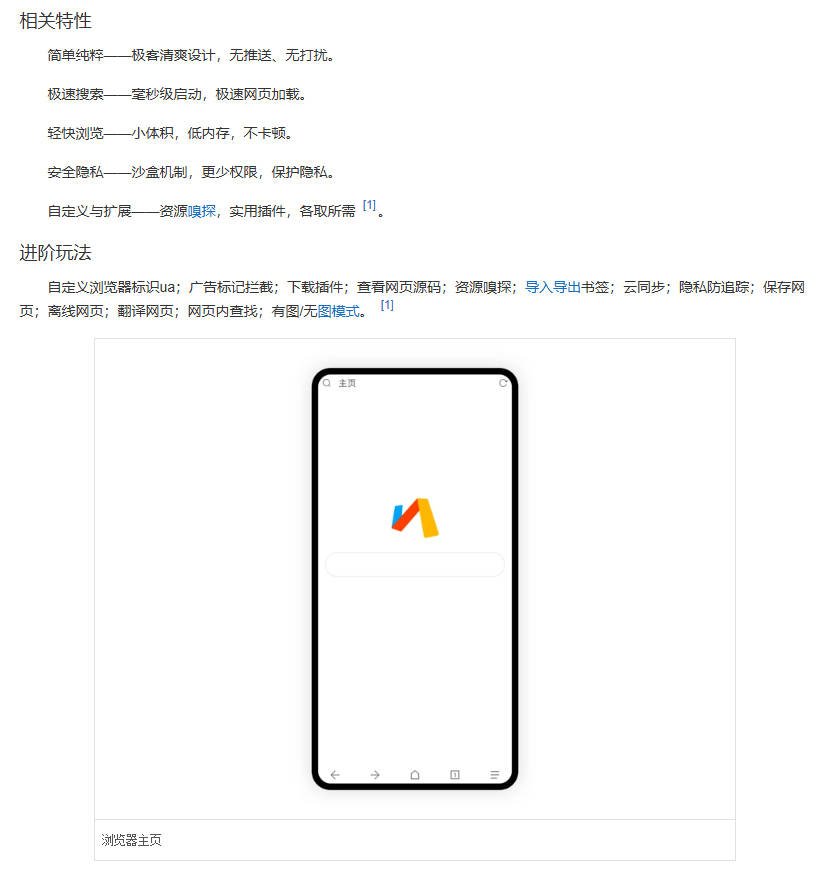 相关特性
简单纯粹——极客清爽设计，无推送、无打扰。
极速搜索——毫秒级启动，极速网页加载。
轻快浏览——小体积，低内存，不卡顿。
安全隐私——沙盒机制，更少权限，保护隐私。
自定义与扩展——资源嗅探，实用插件，各取所需 [1] 。
进阶玩法
自定义浏览器标识ua；广告标记拦截；下载插件；查看网页源码；资源嗅探；导入导出书签；云同步；隐私防追踪；保存网
页；离线网页；翻译网页；网页内查找；有图/无图模式。 [1]
主页
1
浏览器主页